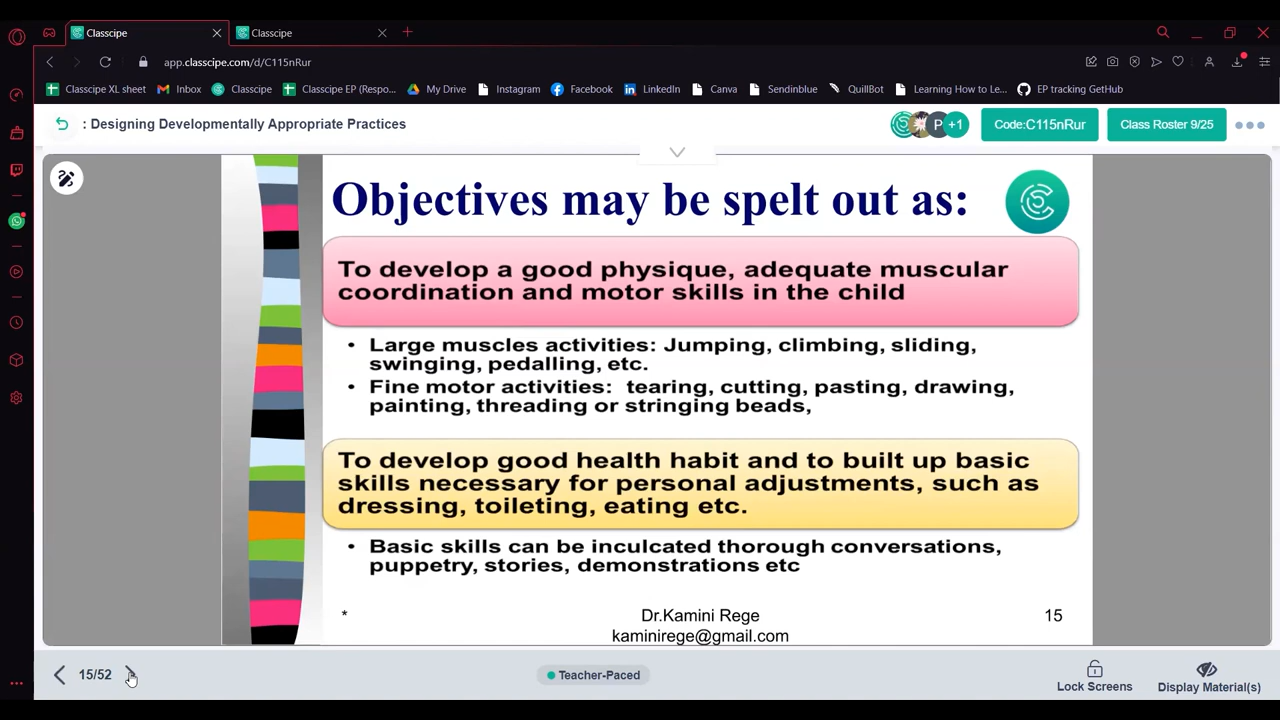 Classcipe
Classcipe
app.classcipe.com/d/C115nRur
Classcipe XL sheet
Inbox
Classcipe
Classcipe EP (Respo...
My Drive
Instagram
Facebook
LinkedIn
Canva
Sendinblue
QuillBot
Learning How to Le...
EP tracking GetHub
: Designing Developmentally Appropriate Practices
P
+1
Code:C115nRur
Class Roster 9/25
Objectives may be spelt out as:
To develop a good physique, adequate muscular
coordination and motor skills in the child
• Large muscles activities: Jumping, climbing, sliding,
swinging, pedalling, etc.
• Fine motor activities: tearing, cutting, pasting, drawing,
painting, threading or stringing beads,
To develop good health habit and to built up basic
skills necessary for personal adjustments, such as
dressing, toileting, eating etc.
• Basic skills can be inculcated thorough conversations,
puppetry, stories, demonstrations etc
*
Dr.Kamini Rege
15
kaminirege@gmail.com
15/52
Teacher-Paced
Lock Screens
Display Material(s)